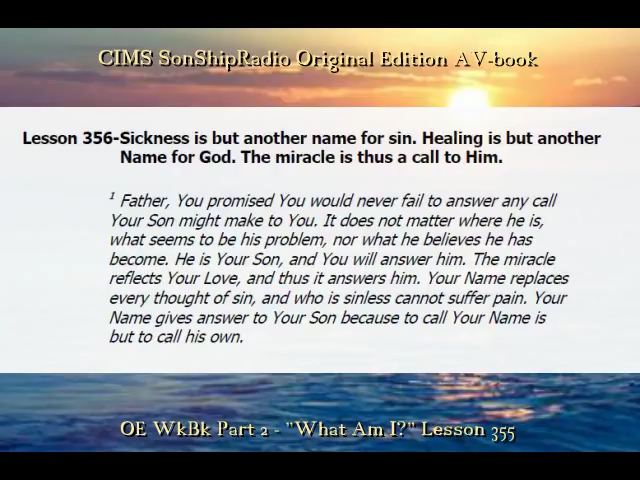 CIMS SonShipRadio Original Edition AV-book
Lesson 356-Sickness is but another name for sin. Healing is but another
Name for God. The miracle is thus a call to Him.
1 Father, You promised You would never fail to answer any call
Your Son might make to You. It does not matter where he is,
what seems to be his problem, nor what he believes he has
become. He is Your Son, and You will answer him. The miracle
reflects Your Love, and thus it answers him. Your Name replaces
every thought of sin, and who is sinless cannot suffer pain. Your
Name gives answer to Your Son because to call Your Name is
but to call his own.
OE WkBk Part 2 - "What Am I?" Lesson 355